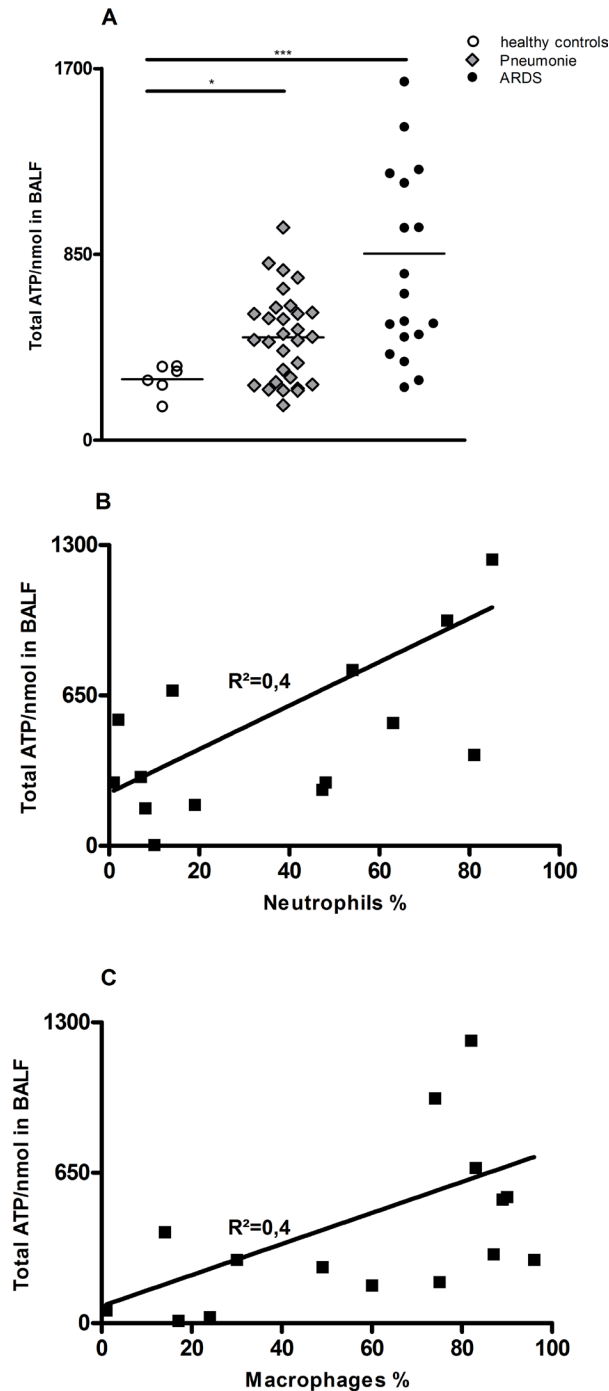 A
***
*
healthy controls
Pneumonie
ARDS
1700
850
0
Total ATP/nmol in BALF
B
1300
650
0
Total ATP/nmol in BALF
R²=0,4
0 20 40 60 80 100
Neutrophils %
C
1300
650
0
Total ATP/nmol in BALF
R²=0,4
0 20 40 60 80 100
Macrophages %